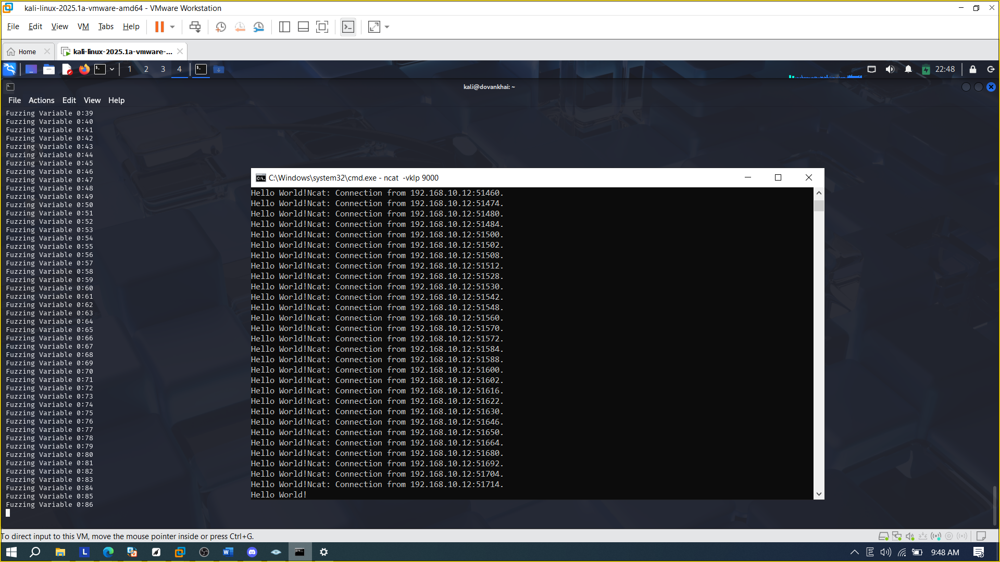 kali-linux-2025.1a-vmware-amd64 - VMware Workstation
File Edit View VM Tabs Help
Home
kali-linux-2025.1a-vmware-...
1 2 3 4
22:48
kali@dovankhai: ~
File Actions Edit View Help
Fuzzing Variable 0:39
Fuzzing Variable 0:40
Fuzzing Variable 0:41
Fuzzing Variable 0:42
Fuzzing Variable 0:43
Fuzzing Variable 0:44
Fuzzing Variable 0:45
Fuzzing Variable 0:46
Fuzzing Variable 0:47
Fuzzing Variable 0:48
Fuzzing Variable 0:49
Fuzzing Variable 0:50
Fuzzing Variable 0:51
Fuzzing Variable 0:52
Fuzzing Variable 0:53
Fuzzing Variable 0:54
Fuzzing Variable 0:55
Fuzzing Variable 0:56
Fuzzing Variable 0:57
Fuzzing Variable 0:58
Fuzzing Variable 0:59
Fuzzing Variable 0:60
Fuzzing Variable 0:61
Fuzzing Variable 0:62
Fuzzing Variable 0:63
Fuzzing Variable 0:64
Fuzzing Variable 0:65
Fuzzing Variable 0:66
Fuzzing Variable 0:67
Fuzzing Variable 0:68
Fuzzing Variable 0:69
Fuzzing Variable 0:70
Fuzzing Variable 0:71
Fuzzing Variable 0:72
Fuzzing Variable 0:73
Fuzzing Variable 0:74
Fuzzing Variable 0:75
Fuzzing Variable 0:76
Fuzzing Variable 0:77
Fuzzing Variable 0:78
Fuzzing Variable 0:79
Fuzzing Variable 0:80
Fuzzing Variable 0:81
Fuzzing Variable 0:82
Fuzzing Variable 0:83
Fuzzing Variable 0:84
Fuzzing Variable 0:85
Fuzzing Variable 0:86
C:\Windows\system32\cmd.exe - ncat  -vklp 9000
Hello World!Ncat: Connection from 192.168.10.12:51460.
Hello World!Ncat: Connection from 192.168.10.12:51474.
Hello World!Ncat: Connection from 192.168.10.12:51480.
Hello World!Ncat: Connection from 192.168.10.12:51484.
Hello World!Ncat: Connection from 192.168.10.12:51500.
Hello World!Ncat: Connection from 192.168.10.12:51502.
Hello World!Ncat: Connection from 192.168.10.12:51508.
Hello World!Ncat: Connection from 192.168.10.12:51512.
Hello World!Ncat: Connection from 192.168.10.12:51528.
Hello World!Ncat: Connection from 192.168.10.12:51530.
Hello World!Ncat: Connection from 192.168.10.12:51542.
Hello World!Ncat: Connection from 192.168.10.12:51548.
Hello World!Ncat: Connection from 192.168.10.12:51560.
Hello World!Ncat: Connection from 192.168.10.12:51570.
Hello World!Ncat: Connection from 192.168.10.12:51572.
Hello World!Ncat: Connection from 192.168.10.12:51584.
Hello World!Ncat: Connection from 192.168.10.12:51588.
Hello World!Ncat: Connection from 192.168.10.12:51600.
Hello World!Ncat: Connection from 192.168.10.12:51602.
Hello World!Ncat: Connection from 192.168.10.12:51616.
Hello World!Ncat: Connection from 192.168.10.12:51622.
Hello World!Ncat: Connection from 192.168.10.12:51630.
Hello World!Ncat: Connection from 192.168.10.12:51646.
Hello World!Ncat: Connection from 192.168.10.12:51650.
Hello World!Ncat: Connection from 192.168.10.12:51664.
Hello World!Ncat: Connection from 192.168.10.12:51680.
Hello World!Ncat: Connection from 192.168.10.12:51692.
Hello World!Ncat: Connection from 192.168.10.12:51704.
Hello World!Ncat: Connection from 192.168.10.12:51714.
Hello World!
To direct input to this VM, move the mouse pointer inside or press Ctrl+G.
9:48 AM